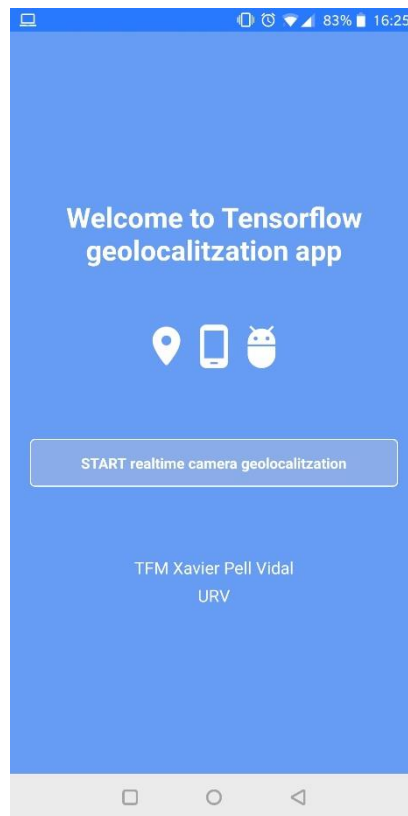 83% 16:25
Welcome to Tensorflow
geolocalitzation app
START realtime camera geolocalitzation
TFM Xavier Pell Vidal
URV